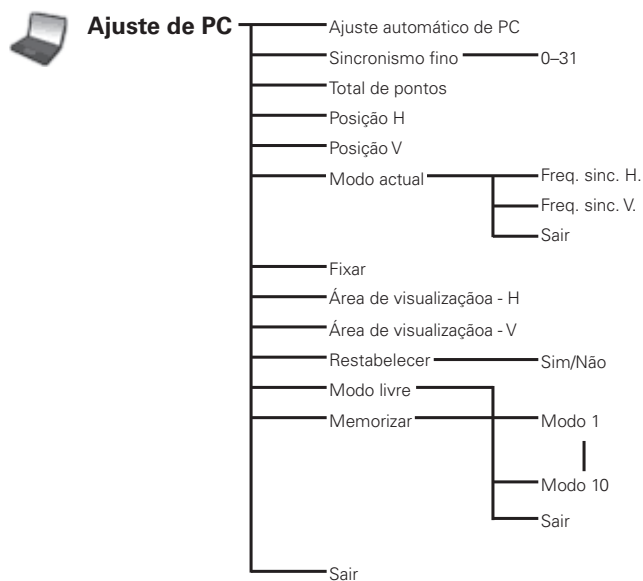 Ajuste de PC
Ajuste automático de PC
Sincronismo fino 0–31
Total de pontos
Posição H
Posição V
Modo actual Freq. sinc. H.
Freq. sinc. V.
Sair
Fixar
Área de visualizaçãoa - H
Área de visualizaçãoa - V
Restabelecer Sim/Não
Modo livre
Memorizar Modo 1
Modo 10
Sair
Sair